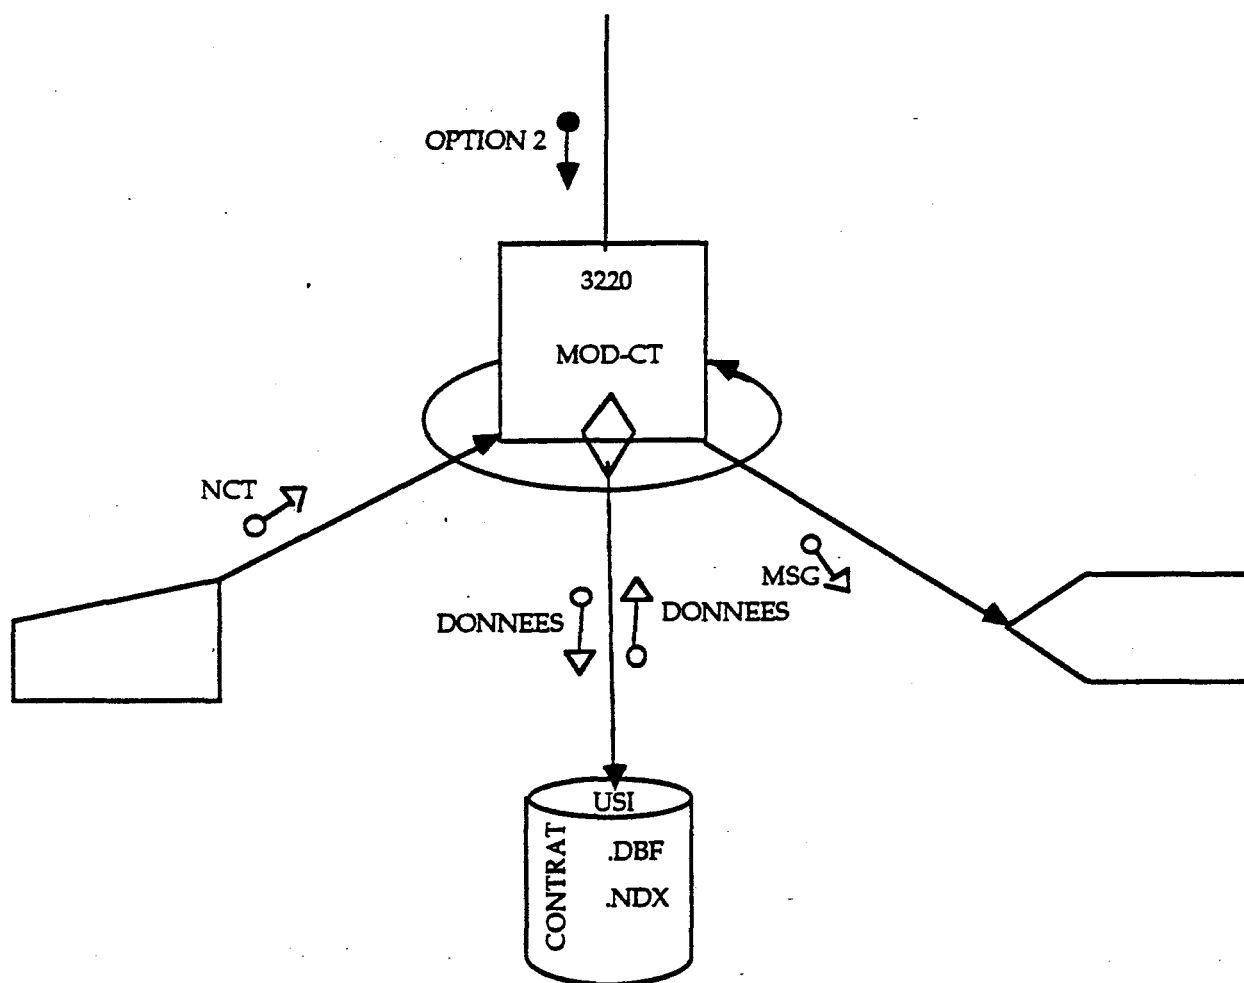 OPTION 2
3220
MOD-CT
NCT
MSG
DONNEES
DONNEES
USI
CONTRAT
.DBF
.NDX